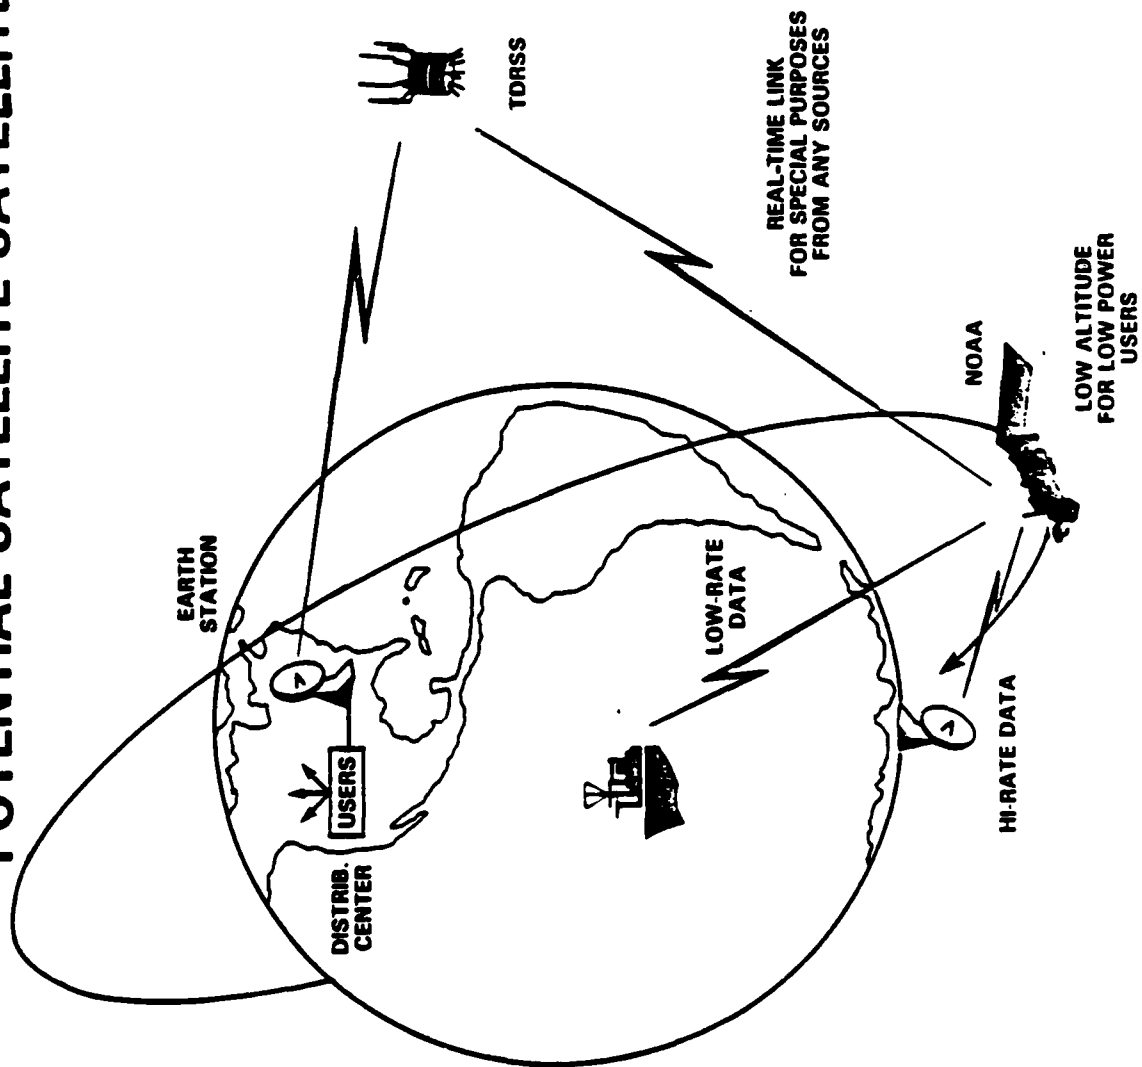 POTENTIAL SATELLITE
EARTH
STATION
USERS
DISTRIB.
CENTER
TDRSS
LOW-RATE
DATA
REAL-TIME LINK
FOR SPECIAL PURPOSES
FROM ANY SOURCES
NOAA
HI-RATE DATA
LOW ALTITUDE
FOR LOW POWER
USERS